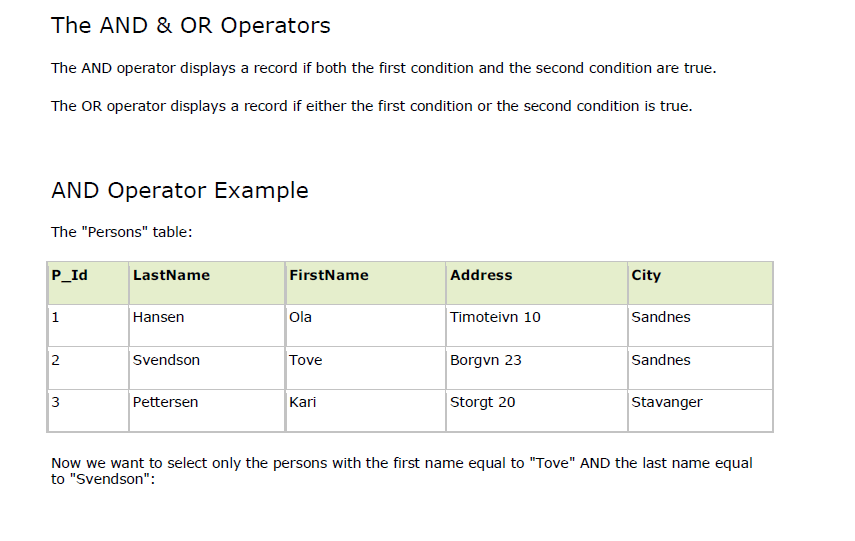 The AND & OR Operators
The AND operator displays a record if both the first condition and the second condition are true.
The OR operator displays a record if either the first condition or the second condition is true.
AND Operator Example
The "Persons" table:
P_Id LastName FirstName Address City
1 Hansen Ola Timoteivn 10 Sandnes
2 Svendson Tove Borgvn 23 Sandnes
3 Pettersen Kari Storgt 20 Stavanger
Now we want to select only the persons with the first name equal to "Tove" AND the last name equal
to "Svendson":